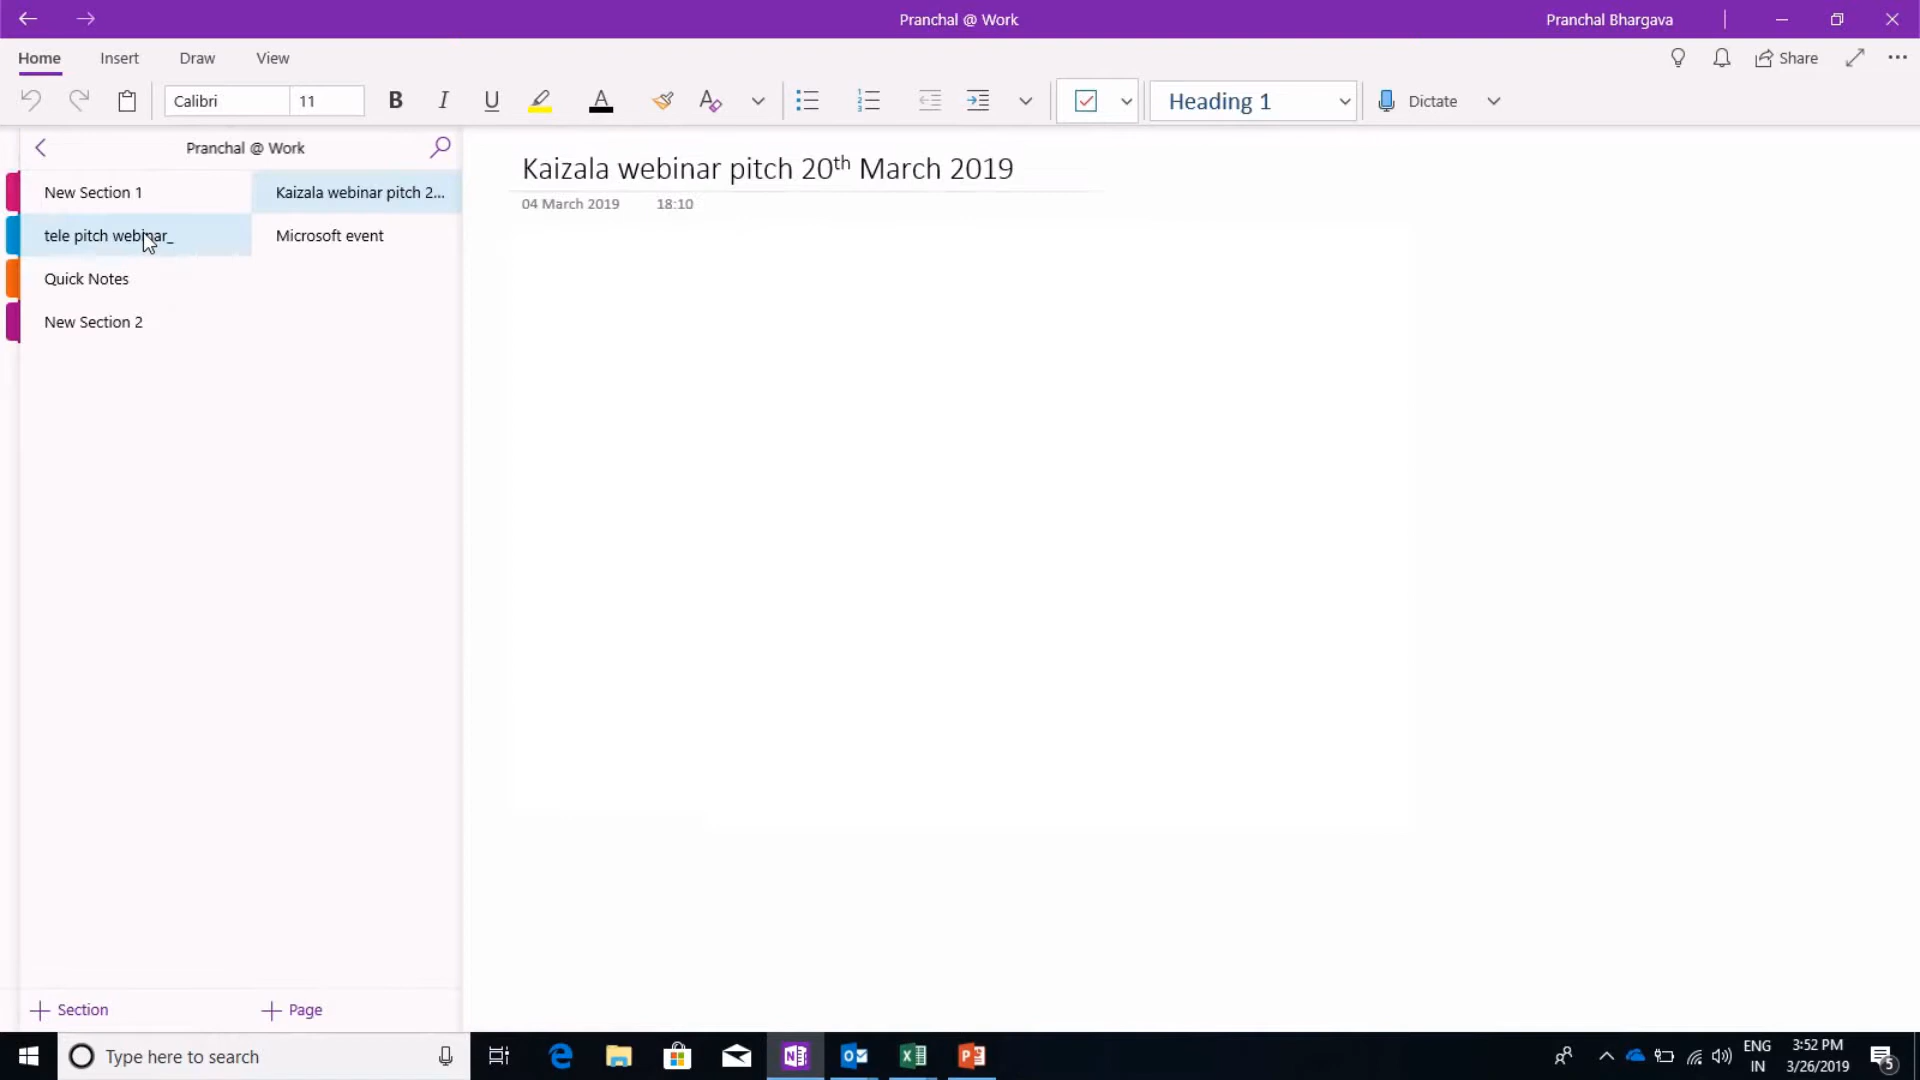 Pranchal @ Work
Pranchal Bhargava
Home
Insert
Draw
View
Share
Calibri
11
B
I
U
A
A
Heading 1
Dictate
Pranchal @ Work
New Section 1
tele pitch webinar_
Quick Notes
New Section 2
Kaizala webinar pitch 2...
Microsoft event
Kaizala webinar pitch 20th March 2019
04 March 2019 18:10
Section
Page
Type here to search
ENG
IN
3:52 PM
3/26/2019
5